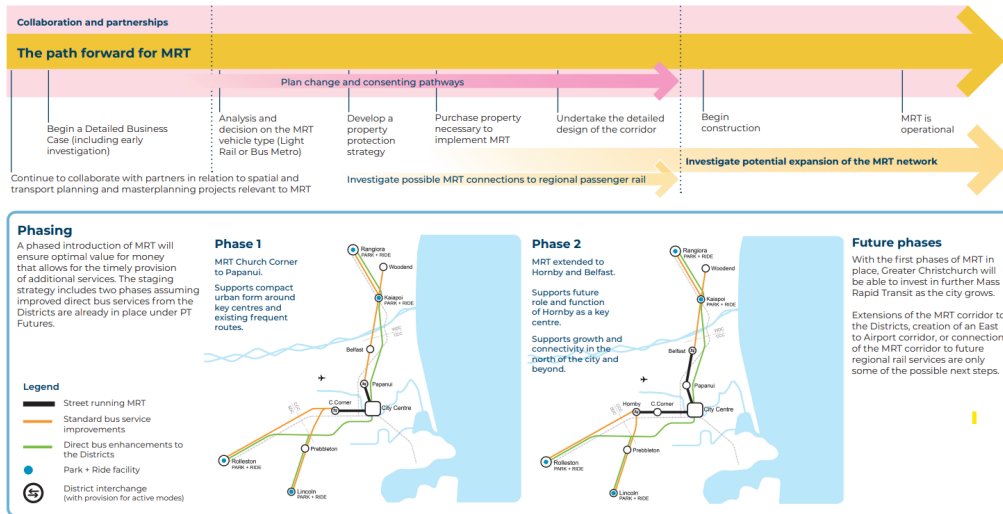 Collaboration and partnerships
The path forward for MRT
Plan change and consenting pathways
Begin a Detailed Business
Case (including early
investigation)
Analysis and
decision on the MRT
vehicle type (Light
Rail or Bus Metro)
Develop a
property
protection
strategy
Purchase property
necessary to
implement MRT
Undertake the detailed
design of the corridor
Begin
construction
MRT is
operational
Continue to collaborate with partners in relation to spatial and
transport planning and masterplanning projects relevant to MRT
Investigate possible MRT connections to regional passenger rail
Investigate potential expansion of the MRT network
Phasing
A phased introduction of MRT will
ensure optimal value for money
that allows for the timely provision
of additional services. The staging
strategy includes two phases assuming
improved direct bus services from the
Districts are already in place under PT
Futures.
Legend
Street running MRT
Standard bus service
improvements
Direct bus enhancements to
the Districts
Park + Ride facility
District interchange
(with provision for active modes)
Phase 1
MRT Church Corner
to Papanui.
Supports compact
urban form around
key centres and
existing frequent
routes.
Rangiora
PARK + RIDE
Woodend
Kaiapoi
PARK + RIDE
WDC
CCC
Belfast
Papanui
C.Corner
City Centre
Prebbleton
Rolleston
PARK + RIDE
Lincoln
PARK + RIDE
Phase 2
MRT extended to
Hornby and Belfast.
Supports future
role and function
of Hornby as a key
centre.
Supports growth and
connectivity in the
north of the city and
beyond.
Rangiora
PARK + RIDE
Woodend
Kaiapoi
PARK + RIDE
WDC
CCC
Belfast
Papanui
Hornby
C.Corner
City Centre
Prebbleton
Rolleston
PARK + RIDE
Lincoln
PARK + RIDE
Future phases
With the first phases of MRT in
place, Greater Christchurch will
be able to invest in further Mass
Rapid Transit as the city grows.
Extensions of the MRT corridor to
the Districts, creation of an East
to Airport corridor, or connection
of the MRT corridor to future
regional rail services are only
some of the possible next steps.